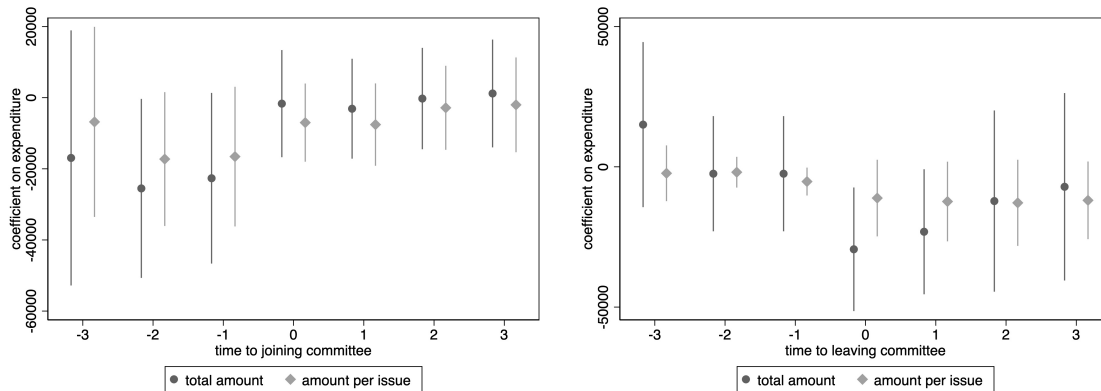 coefficient on expenditure
20000
0
-20000
-40000
-60000
-3 -2 -1 0 1 2 3
time to joining committee
total amount amount per issue
coefficient on expenditure
50000
0
-50000
-3 -2 -1 0 1 2 3
time to leaving committee
total amount amount per issue